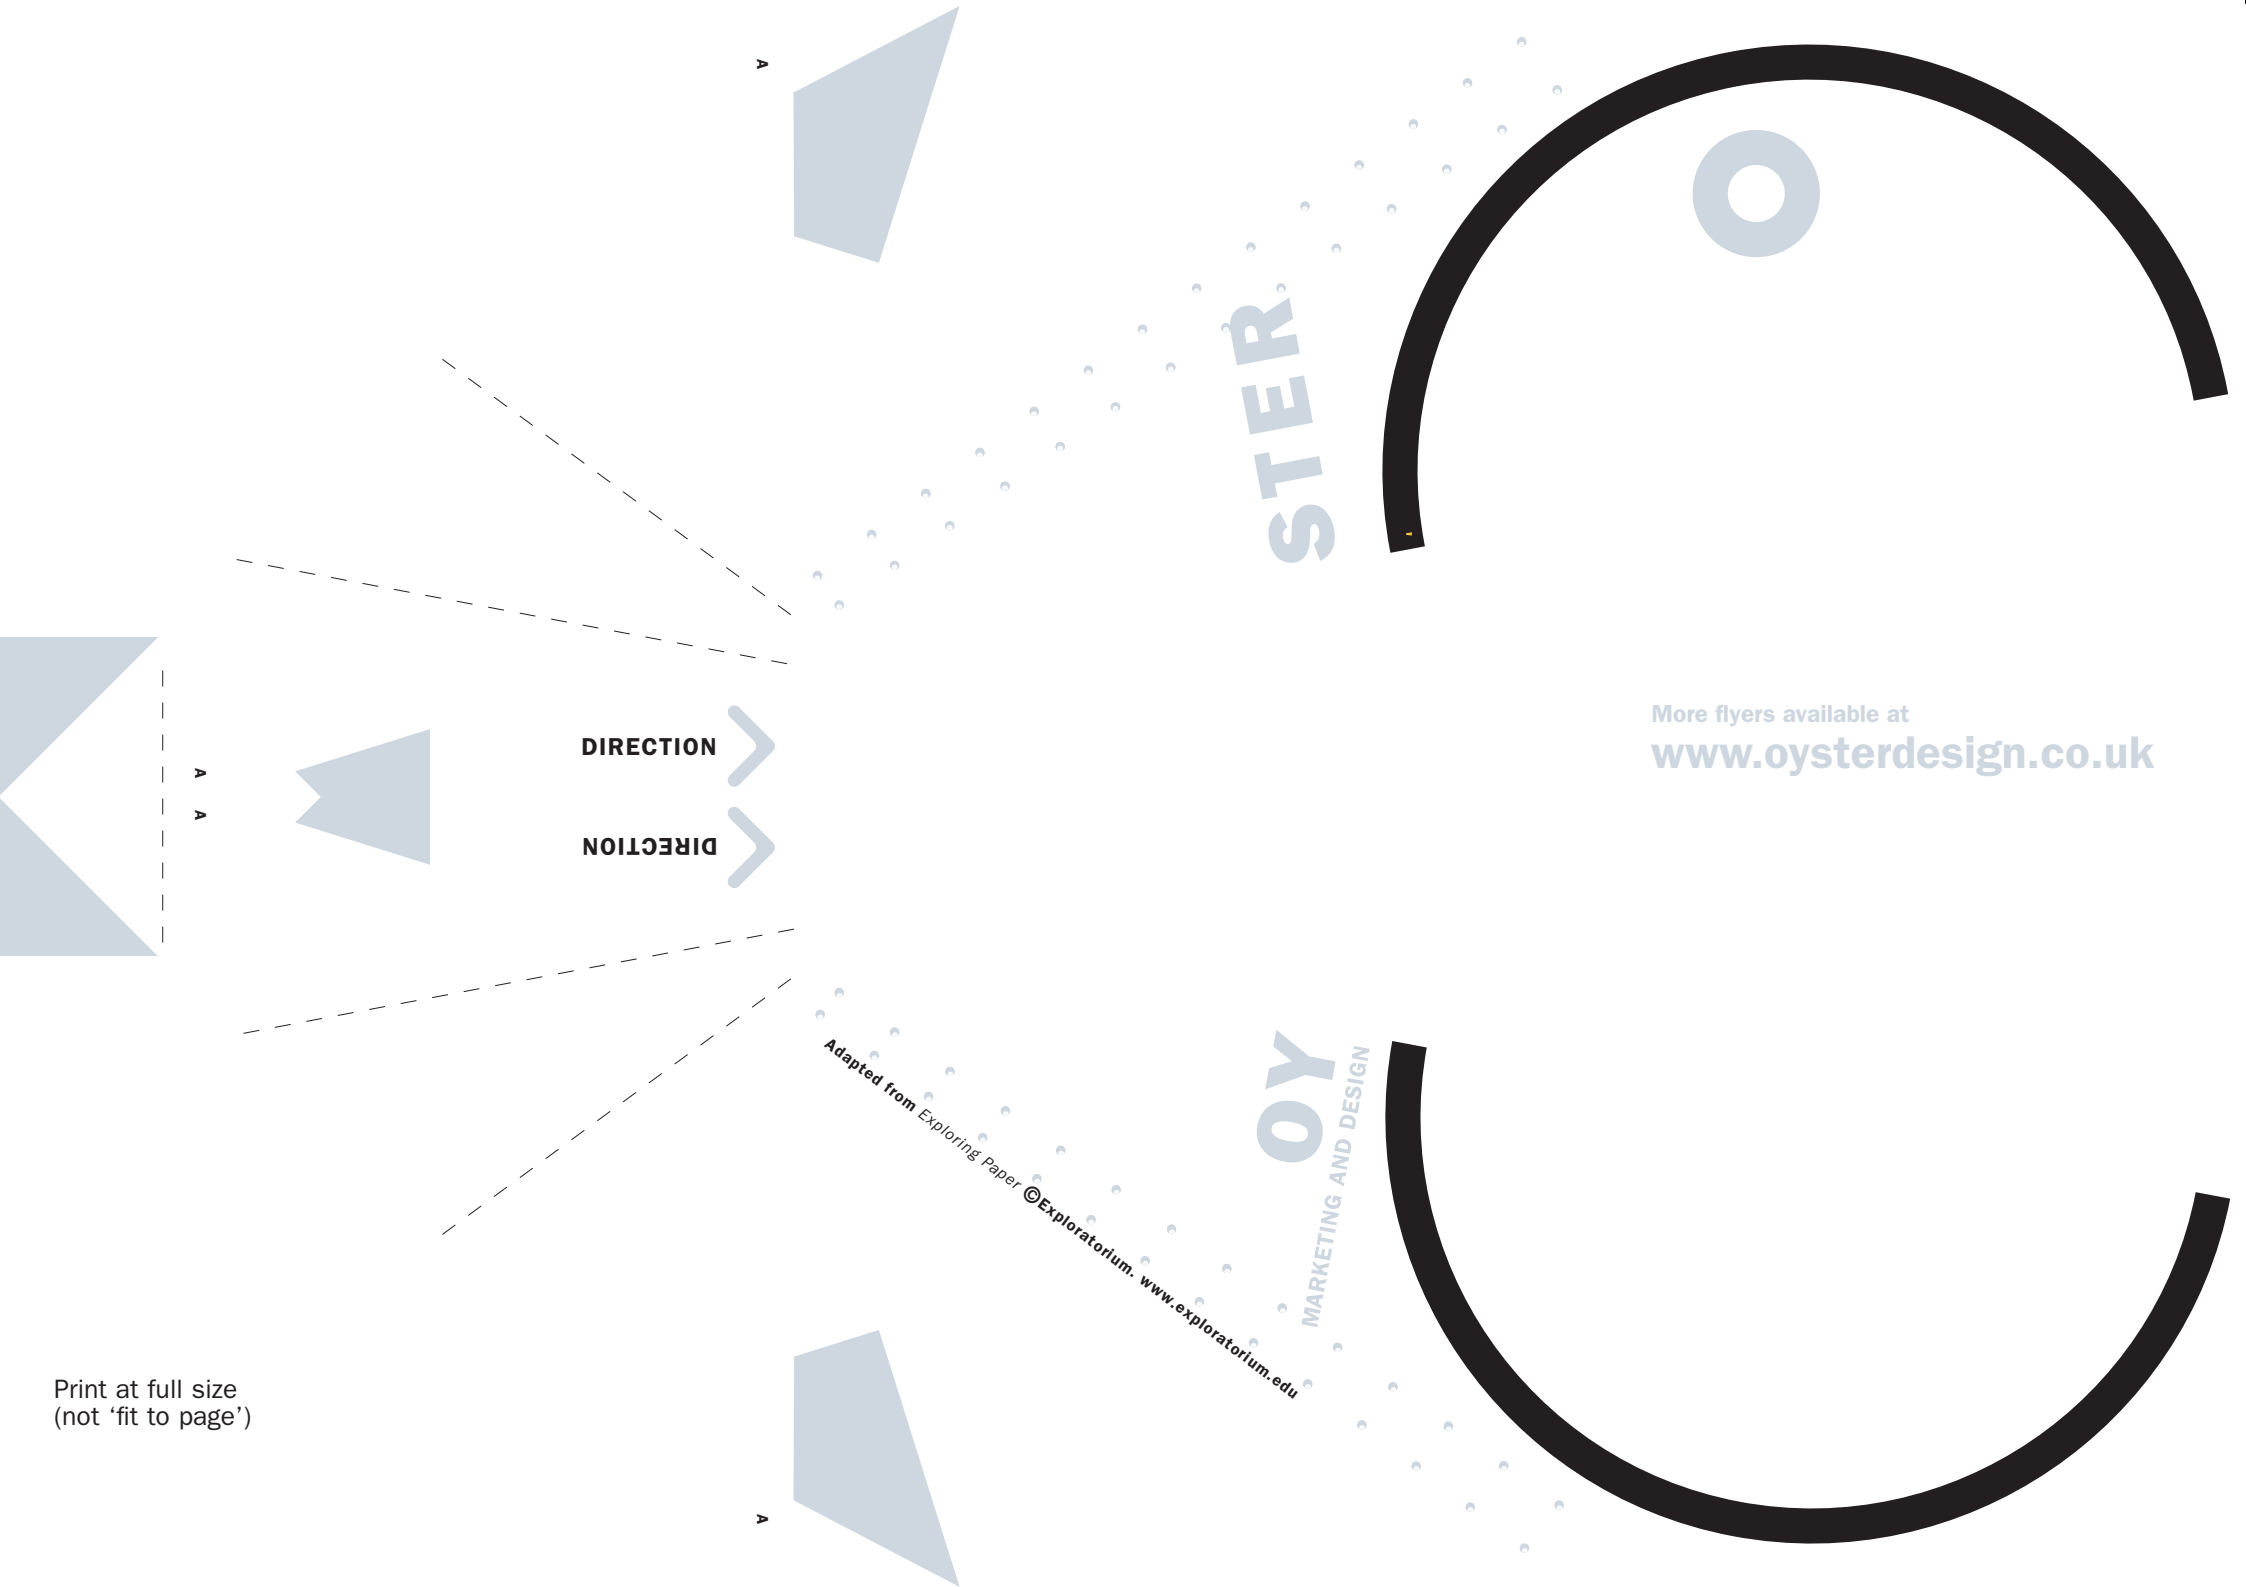 A
STER
More flyers available at
www.oysterdesign.co.uk
DIRECTION
A
A
DIRECTION
OY
MARKETING AND DESIGN
Adapted from Exploring Paper ©Exploratorium. www.exploratorium.edu
Print at full size
(not ‘fit to page’)
A